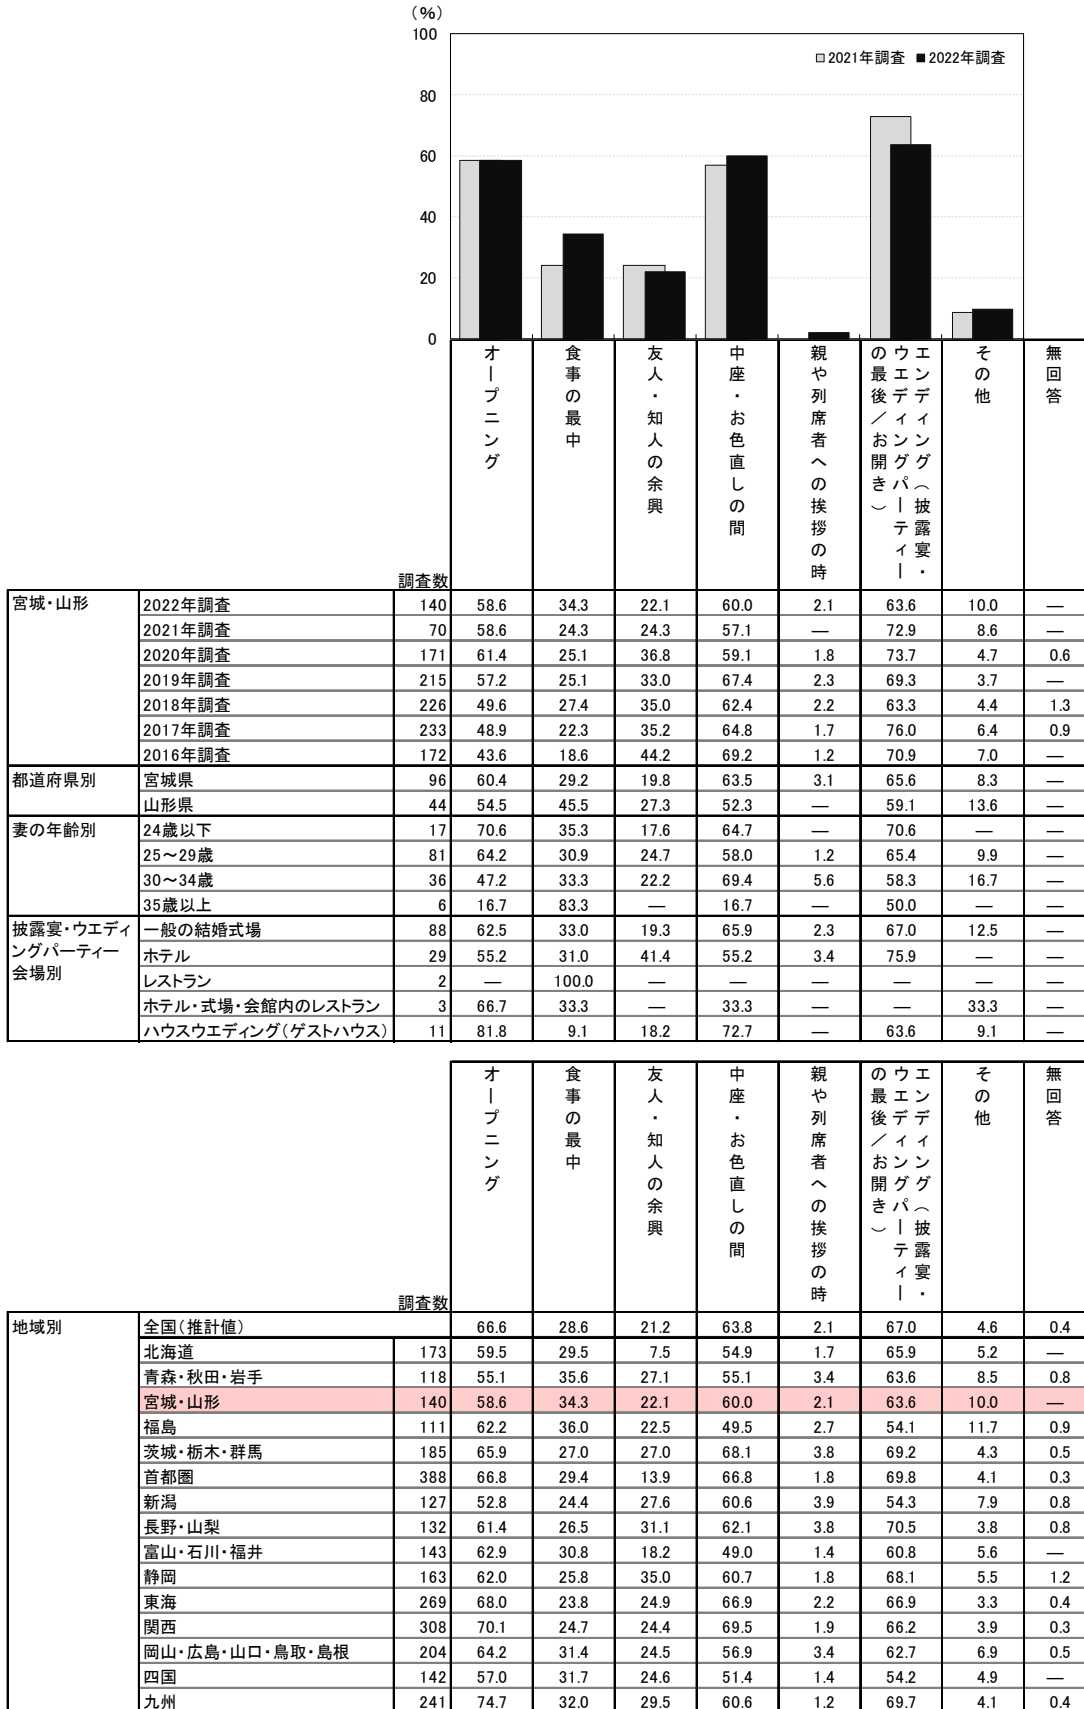 (%)
100
80
60
40
20
0
2021年調査 2022年調査
オープニング
食事の最中
友人・知人の余興
中座・お色直しの間
親や列席者への挨拶の時
エンディング（披露宴・
ウエディングパーティー
の最後／お開き）
その他
無回答
調査数
宮城・山形 2022年調査 140 58.6 34.3 22.1 60.0 2.1 63.6 10.0 —
2021年調査 70 58.6 24.3 24.3 57.1 — 72.9 8.6 —
2020年調査 171 61.4 25.1 36.8 59.1 1.8 73.7 4.7 0.6
2019年調査 215 57.2 25.1 33.0 67.4 2.3 69.3 3.7 —
2018年調査 226 49.6 27.4 35.0 62.4 2.2 63.3 4.4 1.3
2017年調査 233 48.9 22.3 35.2 64.8 1.7 76.0 6.4 0.9
2016年調査 172 43.6 18.6 44.2 69.2 1.2 70.9 7.0 —
都道府県別 宮城県 96 60.4 29.2 19.8 63.5 3.1 65.6 8.3 —
山形県 44 54.5 45.5 27.3 52.3 — 59.1 13.6 —
妻の年齢別 24歳以下 17 70.6 35.3 17.6 64.7 — 70.6 — —
25～29歳 81 64.2 30.9 24.7 58.0 1.2 65.4 9.9 —
30～34歳 36 47.2 33.3 22.2 69.4 5.6 58.3 16.7 —
35歳以上 6 16.7 83.3 — 16.7 — 50.0 — —
披露宴・ウエディ
ングパーティー
会場別
一般の結婚式場 88 62.5 33.0 19.3 65.9 2.3 67.0 12.5 —
ホテル 29 55.2 31.0 41.4 55.2 3.4 75.9 — —
レストラン 2 — 100.0 — — — — — —
ホテル・式場・会館内のレストラン 3 66.7 33.3 — 33.3 — — 33.3 —
ハウスウエディング（ゲストハウス） 11 81.8 9.1 18.2 72.7 — 63.6 9.1 —
オープニング
食事の最中
友人・知人の余興
中座・お色直しの間
親や列席者への挨拶の時
エンディング（披露宴・
ウエディングパーティー
の最後／お開き）
その他
無回答
調査数
地域別 全国（推計値） 66.6 28.6 21.2 63.8 2.1 67.0 4.6 0.4
北海道 173 59.5 29.5 7.5 54.9 1.7 65.9 5.2 —
青森・秋田・岩手 118 55.1 35.6 27.1 55.1 3.4 63.6 8.5 0.8
宮城・山形 140 58.6 34.3 22.1 60.0 2.1 63.6 10.0 —
福島 111 62.2 36.0 22.5 49.5 2.7 54.1 11.7 0.9
茨城・栃木・群馬 185 65.9 27.0 27.0 68.1 3.8 69.2 4.3 0.5
首都圏 388 66.8 29.4 13.9 66.8 1.8 69.8 4.1 0.3
新潟 127 52.8 24.4 27.6 60.6 3.9 54.3 7.9 0.8
長野・山梨 132 61.4 26.5 31.1 62.1 3.8 70.5 3.8 0.8
富山・石川・福井 143 62.9 30.8 18.2 49.0 1.4 60.8 5.6 —
静岡 163 62.0 25.8 35.0 60.7 1.8 68.1 5.5 1.2
東海 269 68.0 23.8 24.9 66.9 2.2 66.9 3.3 0.4
関西 308 70.1 24.7 24.4 69.5 1.9 66.2 3.9 0.3
岡山・広島・山口・鳥取・島根 204 64.2 31.4 24.5 56.9 3.4 62.7 6.9 0.5
四国 142 57.0 31.7 24.6 51.4 1.4 54.2 4.9 —
九州 241 74.7 32.0 29.5 60.6 1.2 69.7 4.1 0.4